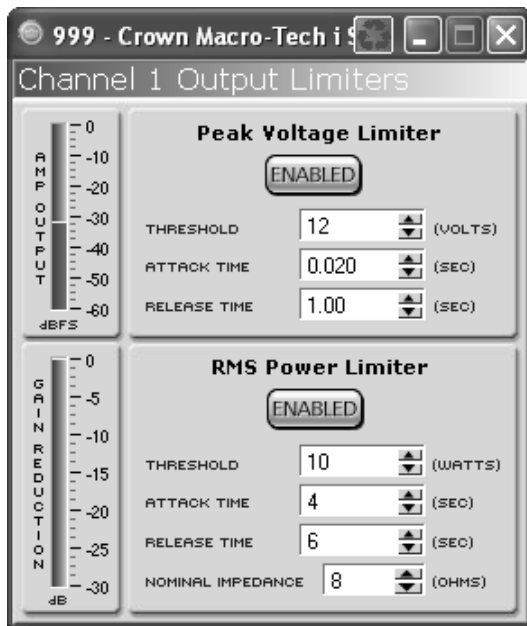 999 - Crown Macro-Tech i S
Channel 1 Output Limiters
AMP OUTPUT
0
-10
-20
-30
-40
-50
-60
dBFS
Peak Voltage Limiter
ENABLED
THRESHOLD 12 (VOLTS)
ATTACK TIME 0.020 (SEC)
RELEASE TIME 1.00 (SEC)
GAIN REDUCTION
0
-5
-10
-15
-20
-25
-30
dB
RMS Power Limiter
ENABLED
THRESHOLD 10 (WATTS)
ATTACK TIME 4 (SEC)
RELEASE TIME 6 (SEC)
NOMINAL IMPEDANCE 8 (OHMS)